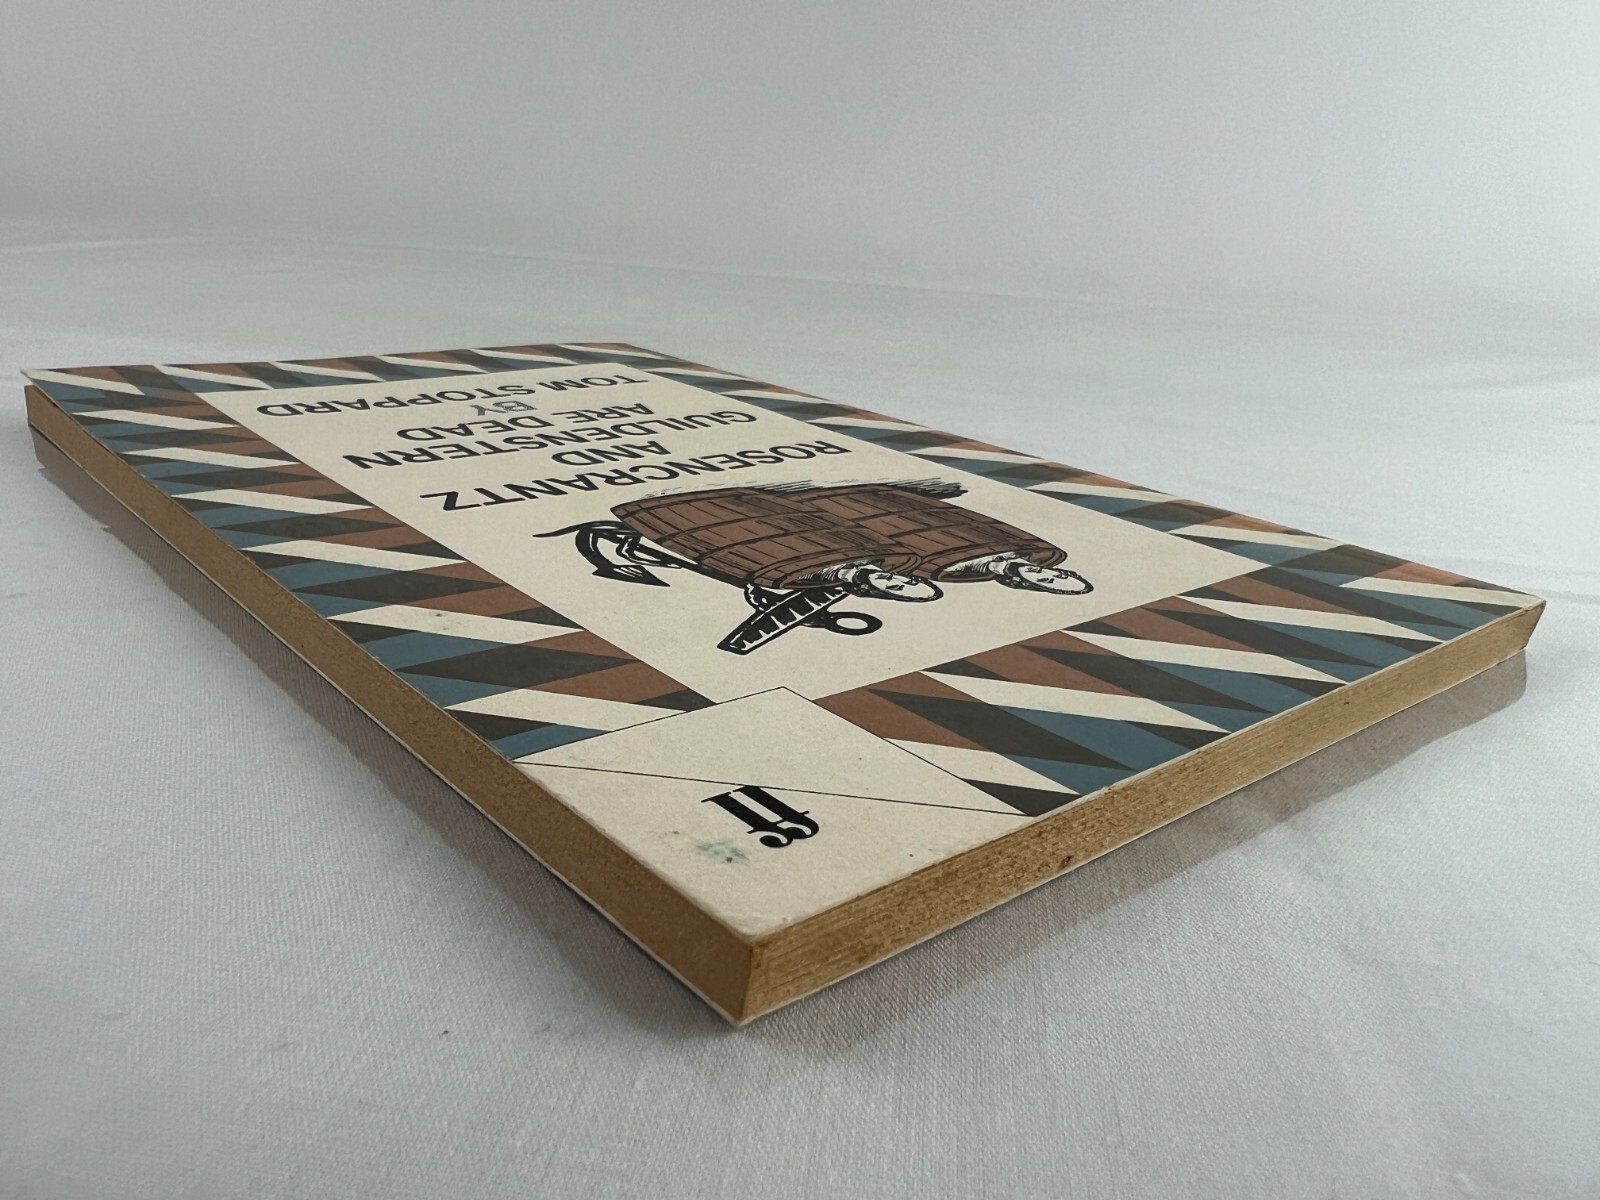 ROSENCRANTZ
AND
GUILDENSTERN
ARE DEAD
BY
TOM STOPPARD
ff